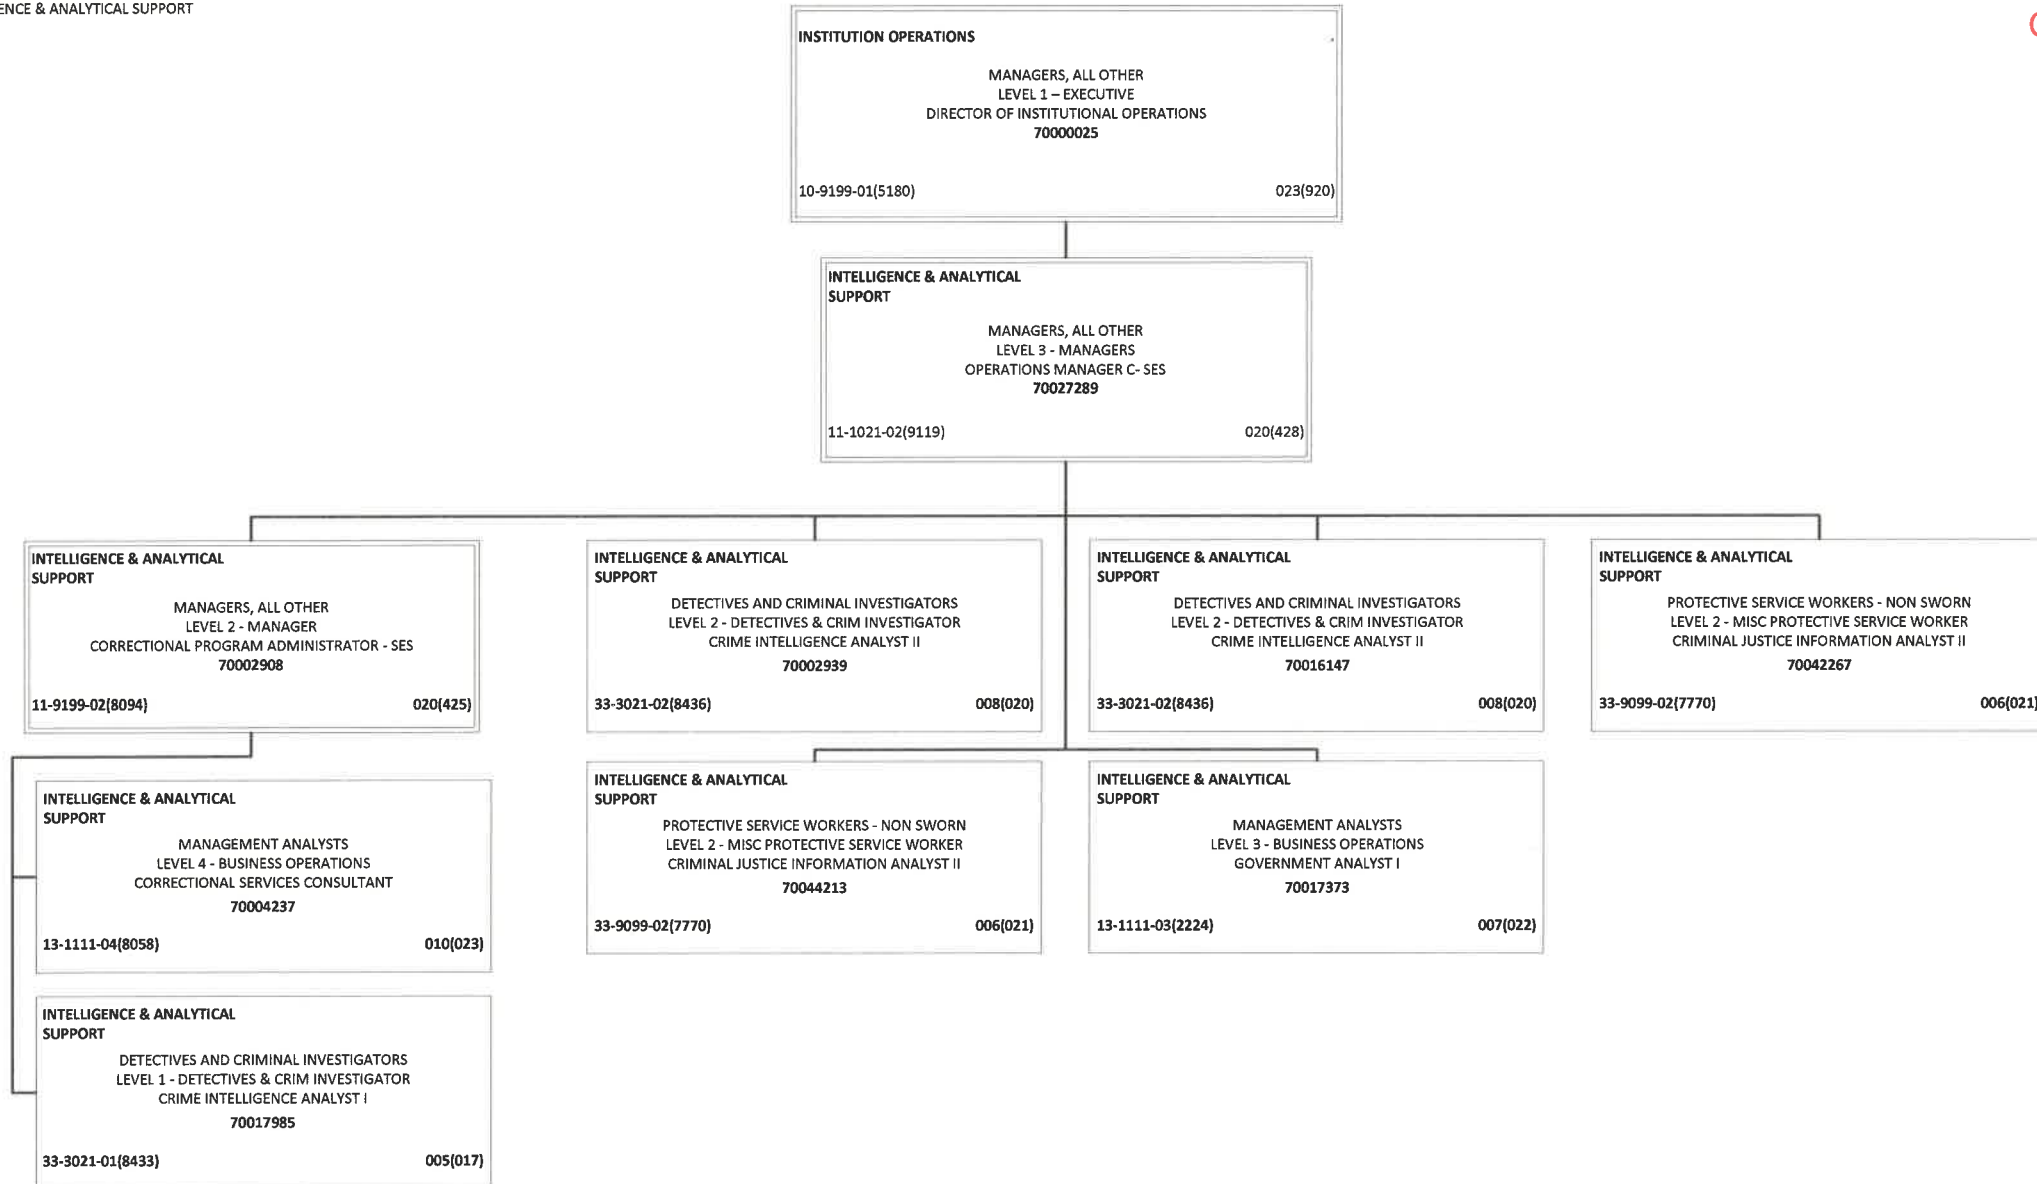 ENCE & ANALYTICAL SUPPORT
INSTITUTION OPERATIONS
MANAGERS, ALL OTHER
LEVEL 1 – EXECUTIVE
DIRECTOR OF INSTITUTIONAL OPERATIONS
70000025
10-9199-01(5180) 023(920)
INTELLIGENCE & ANALYTICAL
SUPPORT
MANAGERS, ALL OTHER
LEVEL 3 - MANAGERS
OPERATIONS MANAGER C- SES
70027289
11-1021-02(9119) 020(428)
INTELLIGENCE & ANALYTICAL
SUPPORT
MANAGERS, ALL OTHER
LEVEL 2 - MANAGER
CORRECTIONAL PROGRAM ADMINISTRATOR - SES
70002908
11-9199-02(8094) 020(425)
INTELLIGENCE & ANALYTICAL
SUPPORT
DETECTIVES AND CRIMINAL INVESTIGATORS
LEVEL 2 - DETECTIVES & CRIM INVESTIGATOR
CRIME INTELLIGENCE ANALYST II
70002939
33-3021-02(8436) 008(020)
INTELLIGENCE & ANALYTICAL
SUPPORT
DETECTIVES AND CRIMINAL INVESTIGATORS
LEVEL 2 - DETECTIVES & CRIM INVESTIGATOR
CRIME INTELLIGENCE ANALYST II
70016147
33-3021-02(8436) 008(020)
INTELLIGENCE & ANALYTICAL
SUPPORT
PROTECTIVE SERVICE WORKERS - NON SWORN
LEVEL 2 - MISC PROTECTIVE SERVICE WORKER
CRIMINAL JUSTICE INFORMATION ANALYST II
70042267
33-9099-02(7770) 006(021)
INTELLIGENCE & ANALYTICAL
SUPPORT
MANAGEMENT ANALYSTS
LEVEL 4 - BUSINESS OPERATIONS
CORRECTIONAL SERVICES CONSULTANT
70004237
13-1111-04(8058) 010(023)
INTELLIGENCE & ANALYTICAL
SUPPORT
PROTECTIVE SERVICE WORKERS - NON SWORN
LEVEL 2 - MISC PROTECTIVE SERVICE WORKER
CRIMINAL JUSTICE INFORMATION ANALYST II
70044213
33-9099-02(7770) 006(021)
INTELLIGENCE & ANALYTICAL
SUPPORT
MANAGEMENT ANALYSTS
LEVEL 3 - BUSINESS OPERATIONS
GOVERNMENT ANALYST I
70017373
13-1111-03(2224) 007(022)
INTELLIGENCE & ANALYTICAL
SUPPORT
DETECTIVES AND CRIMINAL INVESTIGATORS
LEVEL 1 - DETECTIVES & CRIM INVESTIGATOR
CRIME INTELLIGENCE ANALYST I
70017985
33-3021-01(8433) 005(017)